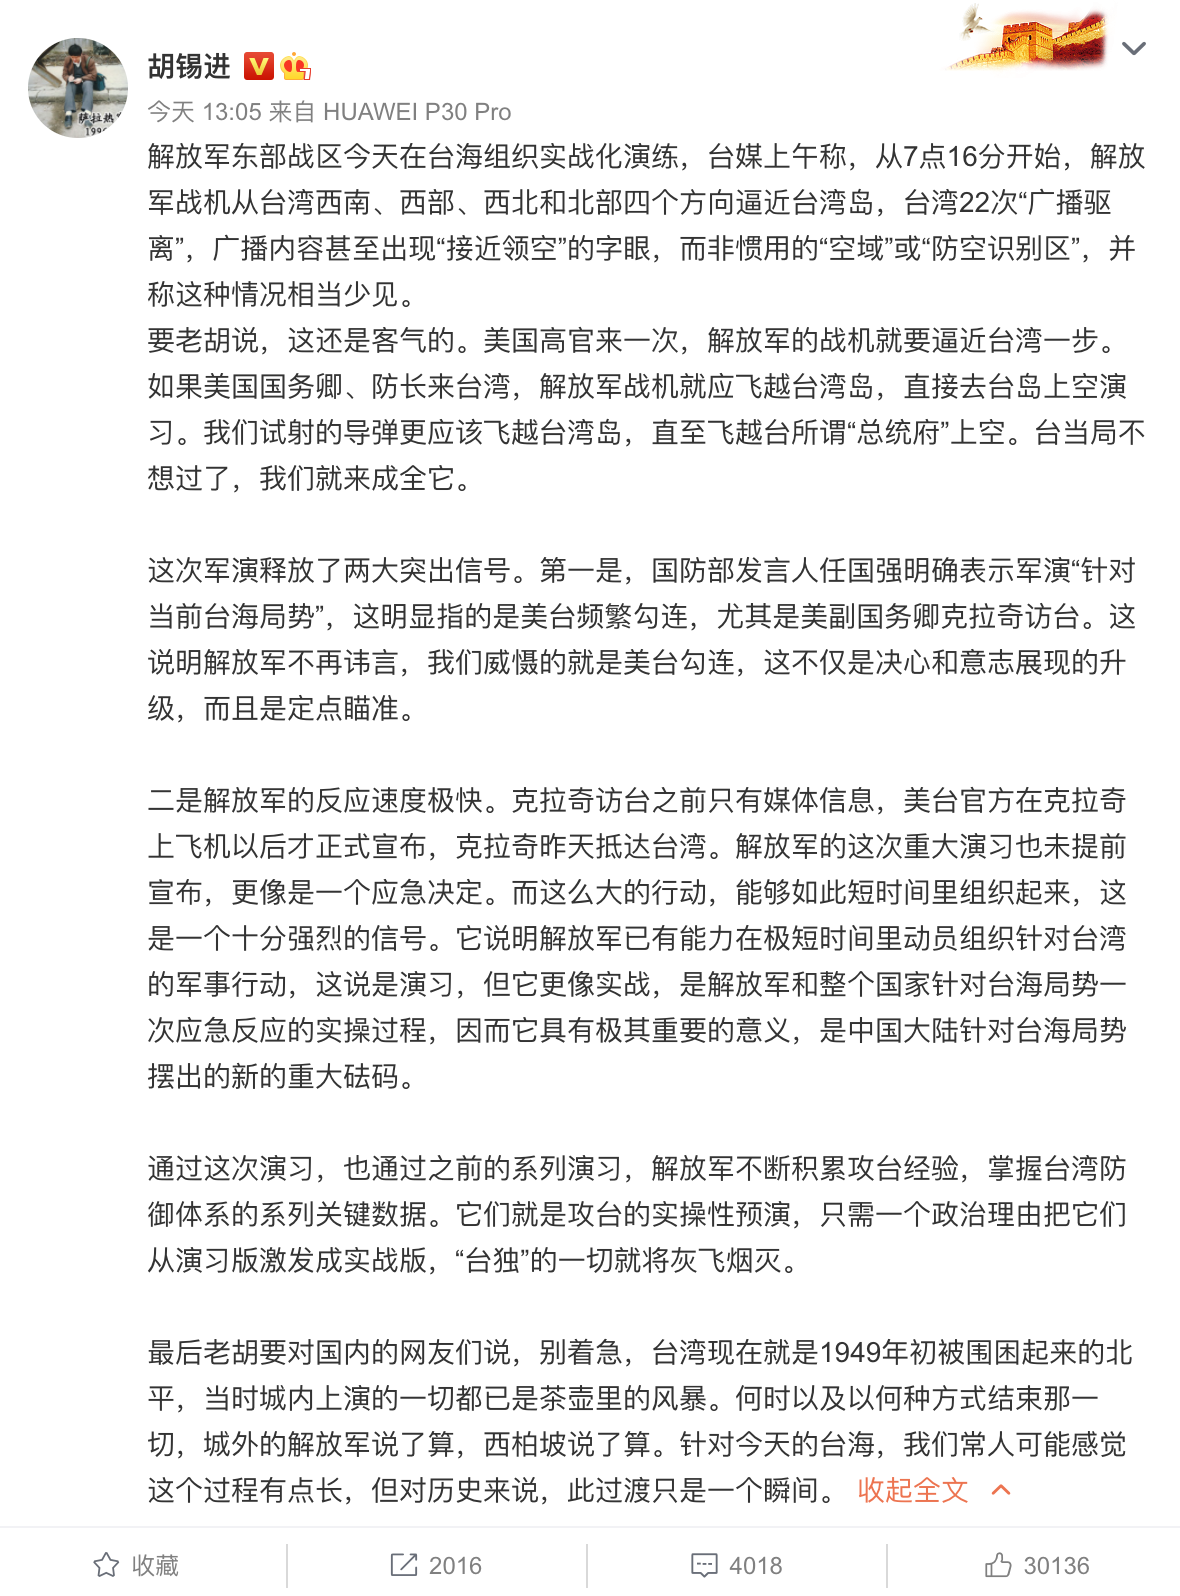 胡锡进
今天 13:05 来自 HUAWEI P30 Pro
解放军东部战区今天在台海组织实战化演练，台媒上午称，从7点16分开始，解放
军战机从台湾西南、西部、西北和北部四个方向逼近台湾岛，台湾22次“广播驱
离”，广播内容甚至出现“接近领空”的字眼，而非惯用的“空域”或“防空识别区”，并
称这种情况相当少见。
要老胡说，这还是客气的。美国高官来一次，解放军的战机就要逼近台湾一步。
如果美国国务卿、防长来台湾，解放军战机就应飞越台湾岛，直接去台岛上空演
习。我们试射的导弹更应该飞越台湾岛，直至飞越台所谓“总统府”上空。台当局不
想过了，我们就来成全它。
这次军演释放了两大突出信号。第一是，国防部发言人任国强明确表示军演“针对
当前台海局势”，这明显指的是美台频繁勾连，尤其是美副国务卿克拉奇访台。这
说明解放军不再讳言，我们威慑的就是美台勾连，这不仅是决心和意志展现的升
级，而且是定点瞄准。
二是解放军的反应速度极快。克拉奇访台之前只有媒体信息，美台官方在克拉奇
上飞机以后才正式宣布，克拉奇昨天抵达台湾。解放军的这次重大演习也未提前
宣布，更像是一个应急决定。而这么大的行动，能够如此短时间里组织起来，这
是一个十分强烈的信号。它说明解放军已有能力在极短时间里动员组织针对台湾
的军事行动，这说是演习，但它更像实战，是解放军和整个国家针对台海局势一
次应急反应的实操过程，因而它具有极其重要的意义，是中国大陆针对台海局势
摆出的新的重大砝码。
通过这次演习，也通过之前的系列演习，解放军不断积累攻台经验，掌握台湾防
御体系的系列关键数据。它们就是攻台的实操性预演，只需一个政治理由把它们
从演习版激发成实战版，“台独”的一切就将灰飞烟灭。
最后老胡要对国内的网友们说，别着急，台湾现在就是1949年初被围困起来的北
平，当时城内上演的一切都已是茶壶里的风暴。何时以及以何种方式结束那一
切，城外的解放军说了算，西柏坡说了算。针对今天的台海，我们常人可能感觉
这个过程有点长，但对历史来说，此过渡只是一个瞬间。 收起全文
收藏 2016 4018 30136